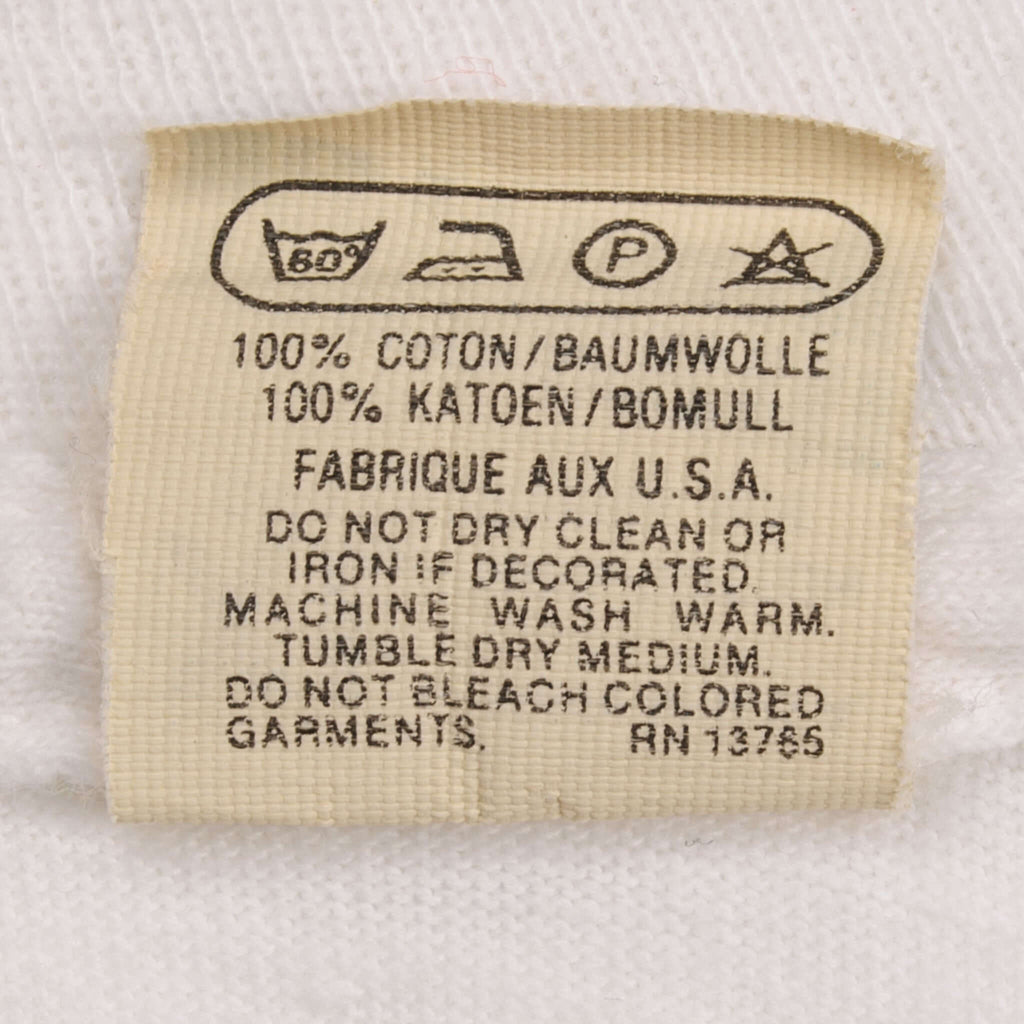 60°
P
100% COTON/BAUMWOLLE
100% KATOEN/BOMULL
FABRIQUE AUX U.S.A.
DO NOT DRY CLEAN OR
IRON IF DECORATED.
MACHINE WASH WARM.
TUMBLE DRY MEDIUM.
DO NOT BLEACH COLORED
GARMENTS. RN 13765